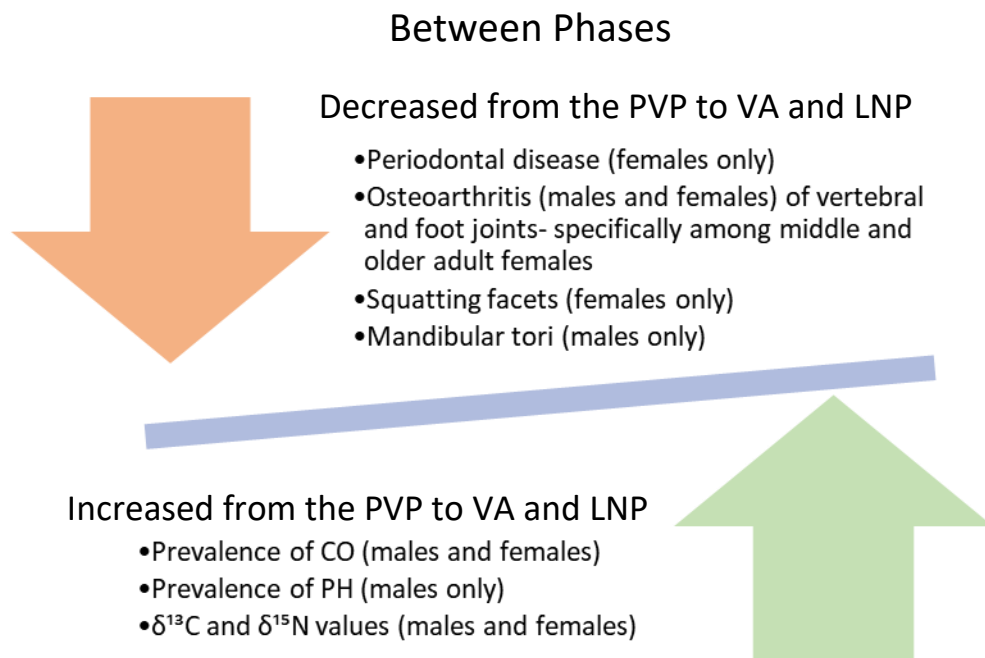 Between Phases
Decreased from the PVP to VA and LNP
•Periodontal disease (females only)
•Osteoarthritis (males and females) of vertebral
and foot joints- specifically among middle and
older adult females
•Squatting facets (females only)
•Mandibular tori (males only)
Increased from the PVP to VA and LNP
•Prevalence of CO (males and females)
•Prevalence of PH (males only)
•δ¹³C and δ¹⁵N values (males and females)